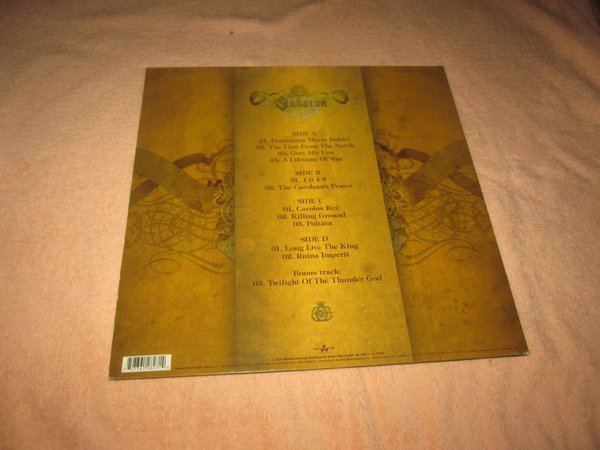 Sabaton
SIDE A
01. Dominium Maris Baltici
02. The Lion From The North
03. Gott Mit Uns
04. A Lifetime Of War
SIDE B
01. 1 6 4 8
02. The Carolean's Prayer
SIDE C
01. Carolus Rex
02. Killing Ground
03. Poltava
SIDE D
01. Long Live The King
02. Ruina Imperii
Bonus track:
03. Twilight Of The Thunder God